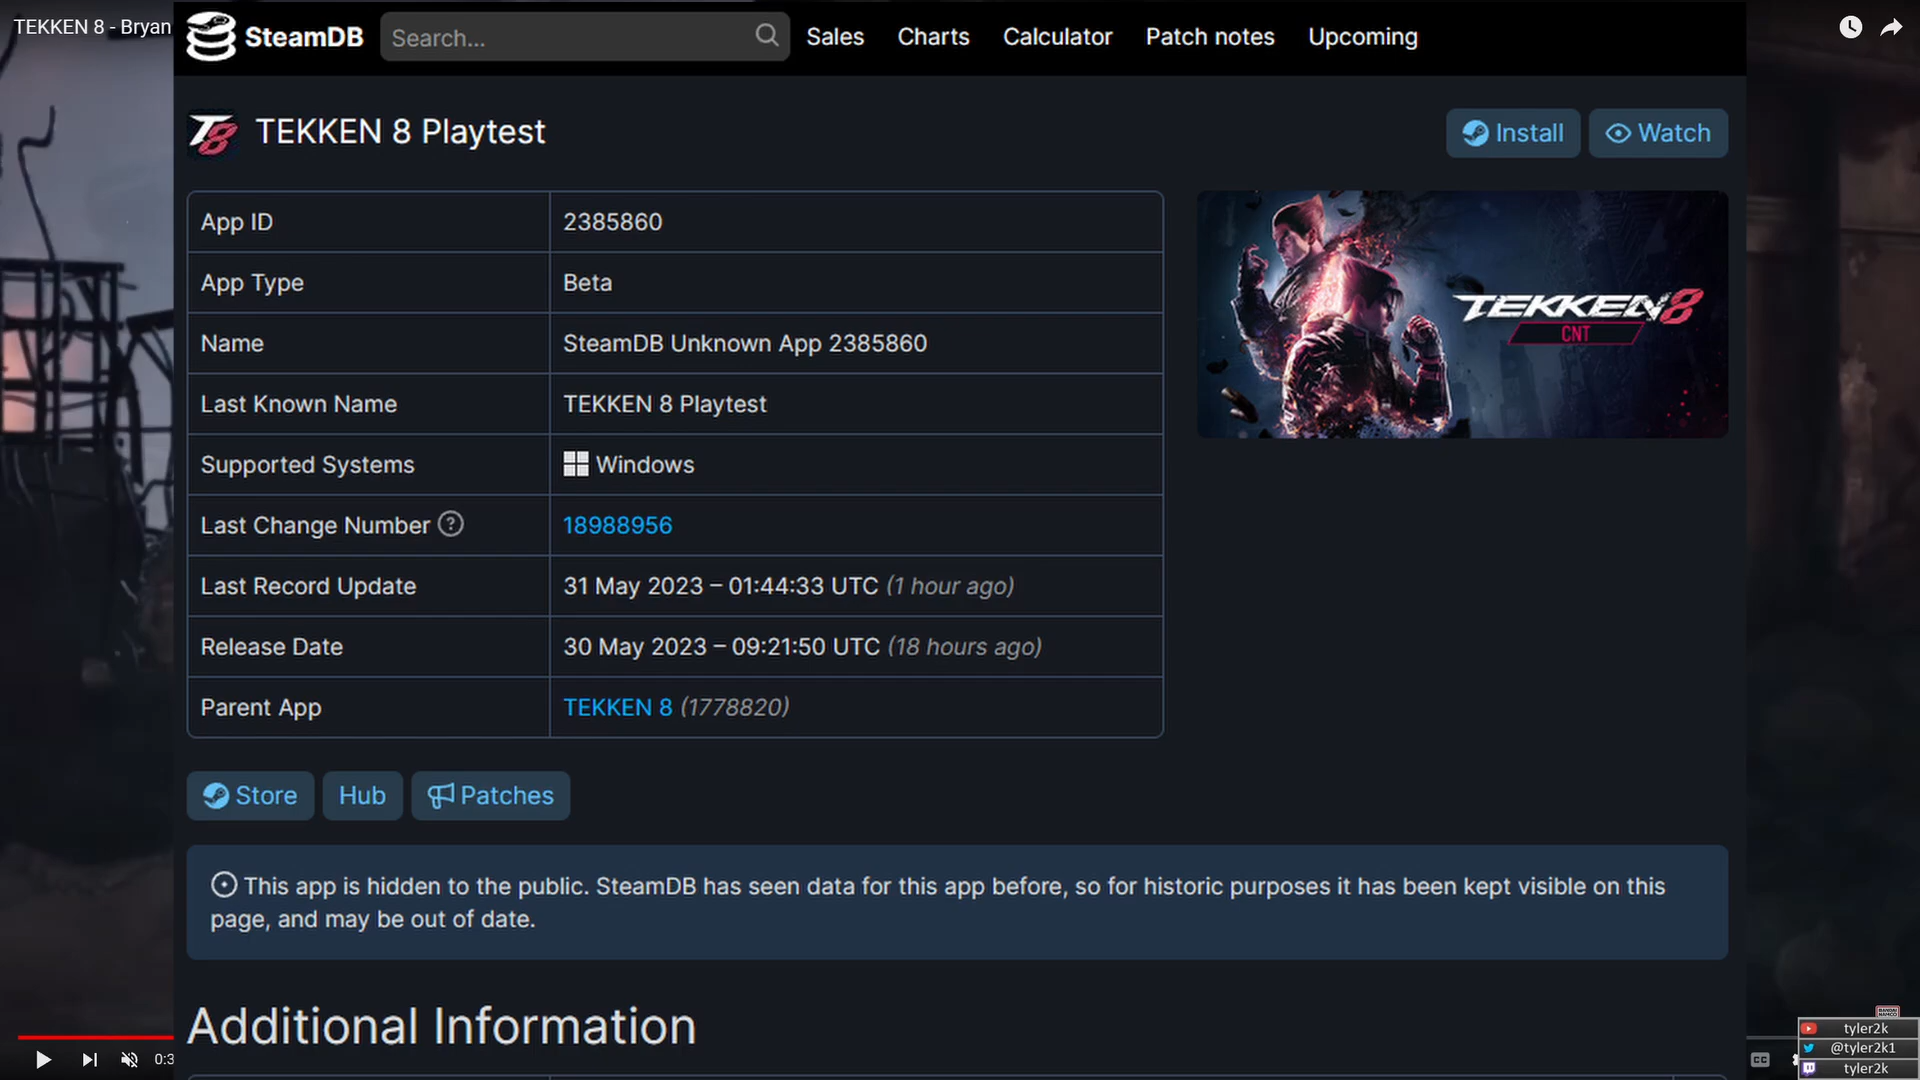 TEKKEN 8 - Bryan
SteamDB
Search...
Sales
Charts
Calculator
Patch notes
Upcoming
T8
TEKKEN 8 Playtest
Install
Watch
App ID
2385860
App Type
Beta
Name
SteamDB Unknown App 2385860
Last Known Name
TEKKEN 8 Playtest
Supported Systems
Windows
Last Change Number ?
18988956
Last Record Update
31 May 2023 – 01:44:33 UTC (1 hour ago)
Release Date
30 May 2023 – 09:21:50 UTC (18 hours ago)
Parent App
TEKKEN 8 (1778820)
TEKKEN 8
CNT
Store
Hub
Patches
This app is hidden to the public. SteamDB has seen data for this app before, so for historic purposes it has been kept visible on this
page, and may be out of date.
Additional Information
0:3
CC
BANDAI
NAMCO
tyler2k
@tyler2k1
tyler2k